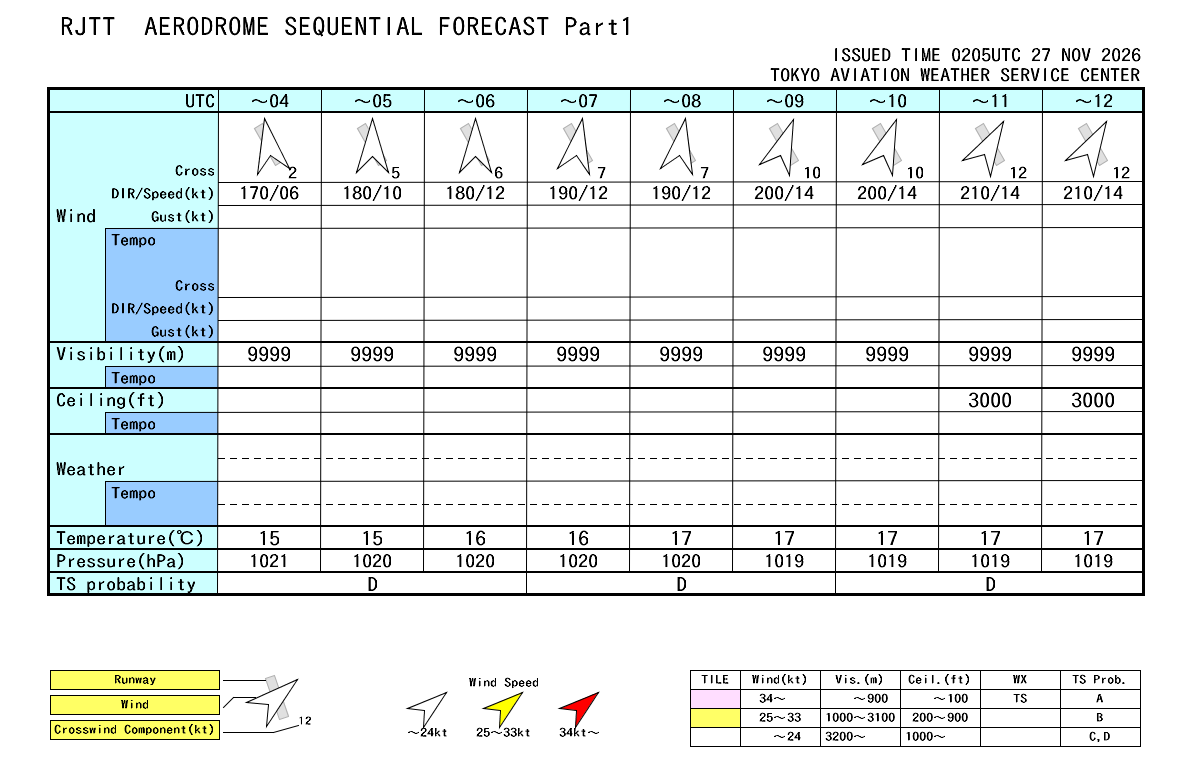 RJTT  AERODROME SEQUENTIAL FORECAST Part1
ISSUED TIME 0205UTC 27 NOV 2026
TOKYO AVIATION WEATHER SERVICE CENTER
UTC ～04 ～05 ～06 ～07 ～08 ～09 ～10 ～11 ～12
Cross 2 5 6 7 7 10 10 12 12
DIR/Speed(kt) 170/06 180/10 180/12 190/12 190/12 200/14 200/14 210/14 210/14
Wind Gust(kt)
Tempo
Cross
DIR/Speed(kt)
Gust(kt)
Visibility(m) 9999 9999 9999 9999 9999 9999 9999 9999 9999
Tempo
Ceiling(ft) 3000 3000
Tempo
Weather
Tempo
Temperature(℃) 15 15 16 16 17 17 17 17 17
Pressure(hPa) 1021 1020 1020 1020 1020 1019 1019 1019 1019
TS probability D D D
Runway
Wind
Crosswind Component(kt)
12
Wind Speed
～24kt 25～33kt 34kt～
TILE Wind(kt) Vis.(m) Ceil.(ft) WX TS Prob.
34～ ～900 ～100 TS A
25～33 1000～3100 200～900 B
～24 3200～ 1000～ C,D